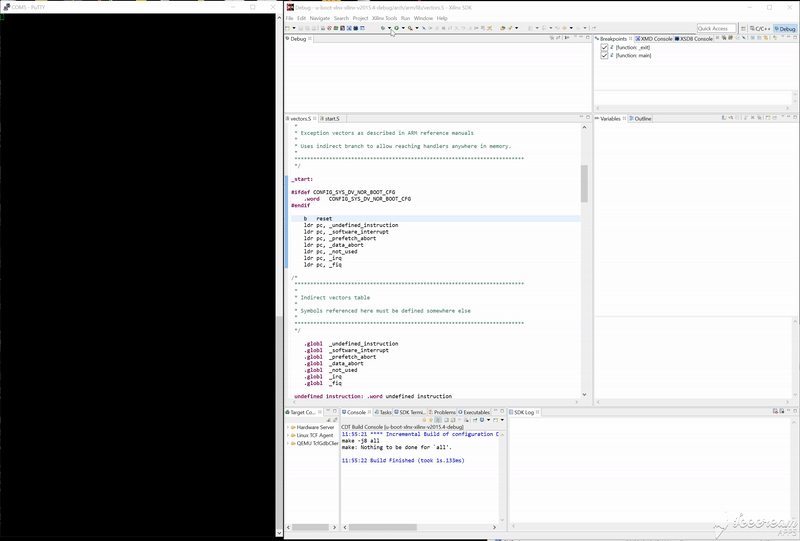 COM5 - PuTTY
Debug - u-boot-xlnx-xilinx-v2015.4-debug/arch/arm/lib/vectors.S - Xilinx SDK
File Edit Navigate Search Project Xilinx Tools Run Window Help
Quick Access
C/C++
Debug
Debug
Breakpoints
XMD Console
XSDB Console
[function: _exit]
[function: main]
vectors.S
start.S
Variables
Outline
*
* Exception vectors as described in ARM reference manuals
*
* Uses indirect branch to allow reaching handlers anywhere in memory.
*
*/
_start:
#ifdef CONFIG_SYS_DV_NOR_BOOT_CFG
.word CONFIG_SYS_DV_NOR_BOOT_CFG
#endif
b reset
ldr pc, _undefined_instruction
ldr pc, _software_interrupt
ldr pc, _prefetch_abort
ldr pc, _data_abort
ldr pc, _not_used
ldr pc, _irq
ldr pc, _fiq
/*
*
* Indirect vectors table
*
* Symbols referenced here must be defined somewhere else
*
*/
.globl _undefined_instruction
.globl _software_interrupt
.globl _prefetch_abort
.globl _data_abort
.globl _not_used
.globl _irq
.globl _fiq
_undefined_instruction: .word undefined_instruction
Target Co...
Hardware Server
Linux TCF Agent
QEMU TcfGdbClient
Console
Tasks
SDK Termi...
Problems
Executables
CDT Build Console [u-boot-xlnx-xilinx-v2015.4-debug]
11:55:21 **** Incremental Build of configuration D
make -j8 all
make: Nothing to be done for `all'.
11:55:22 Build Finished (took 1s.133ms)
SDK Log
Icecream
APPS